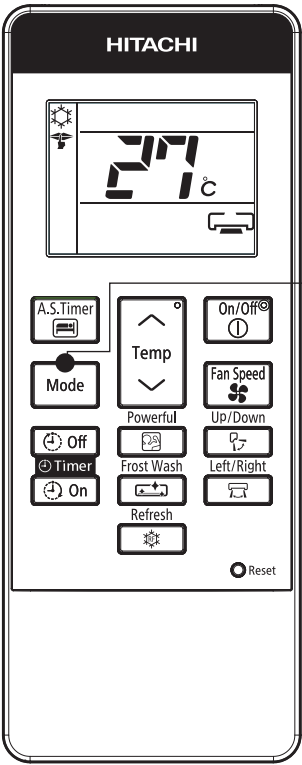 HITACHI
27 °C
A.S.Timer
On/Off
Temp
Mode
Fan Speed
Powerful
Up/Down
Off
Timer
Frost Wash
Left/Right
On
Refresh
Reset